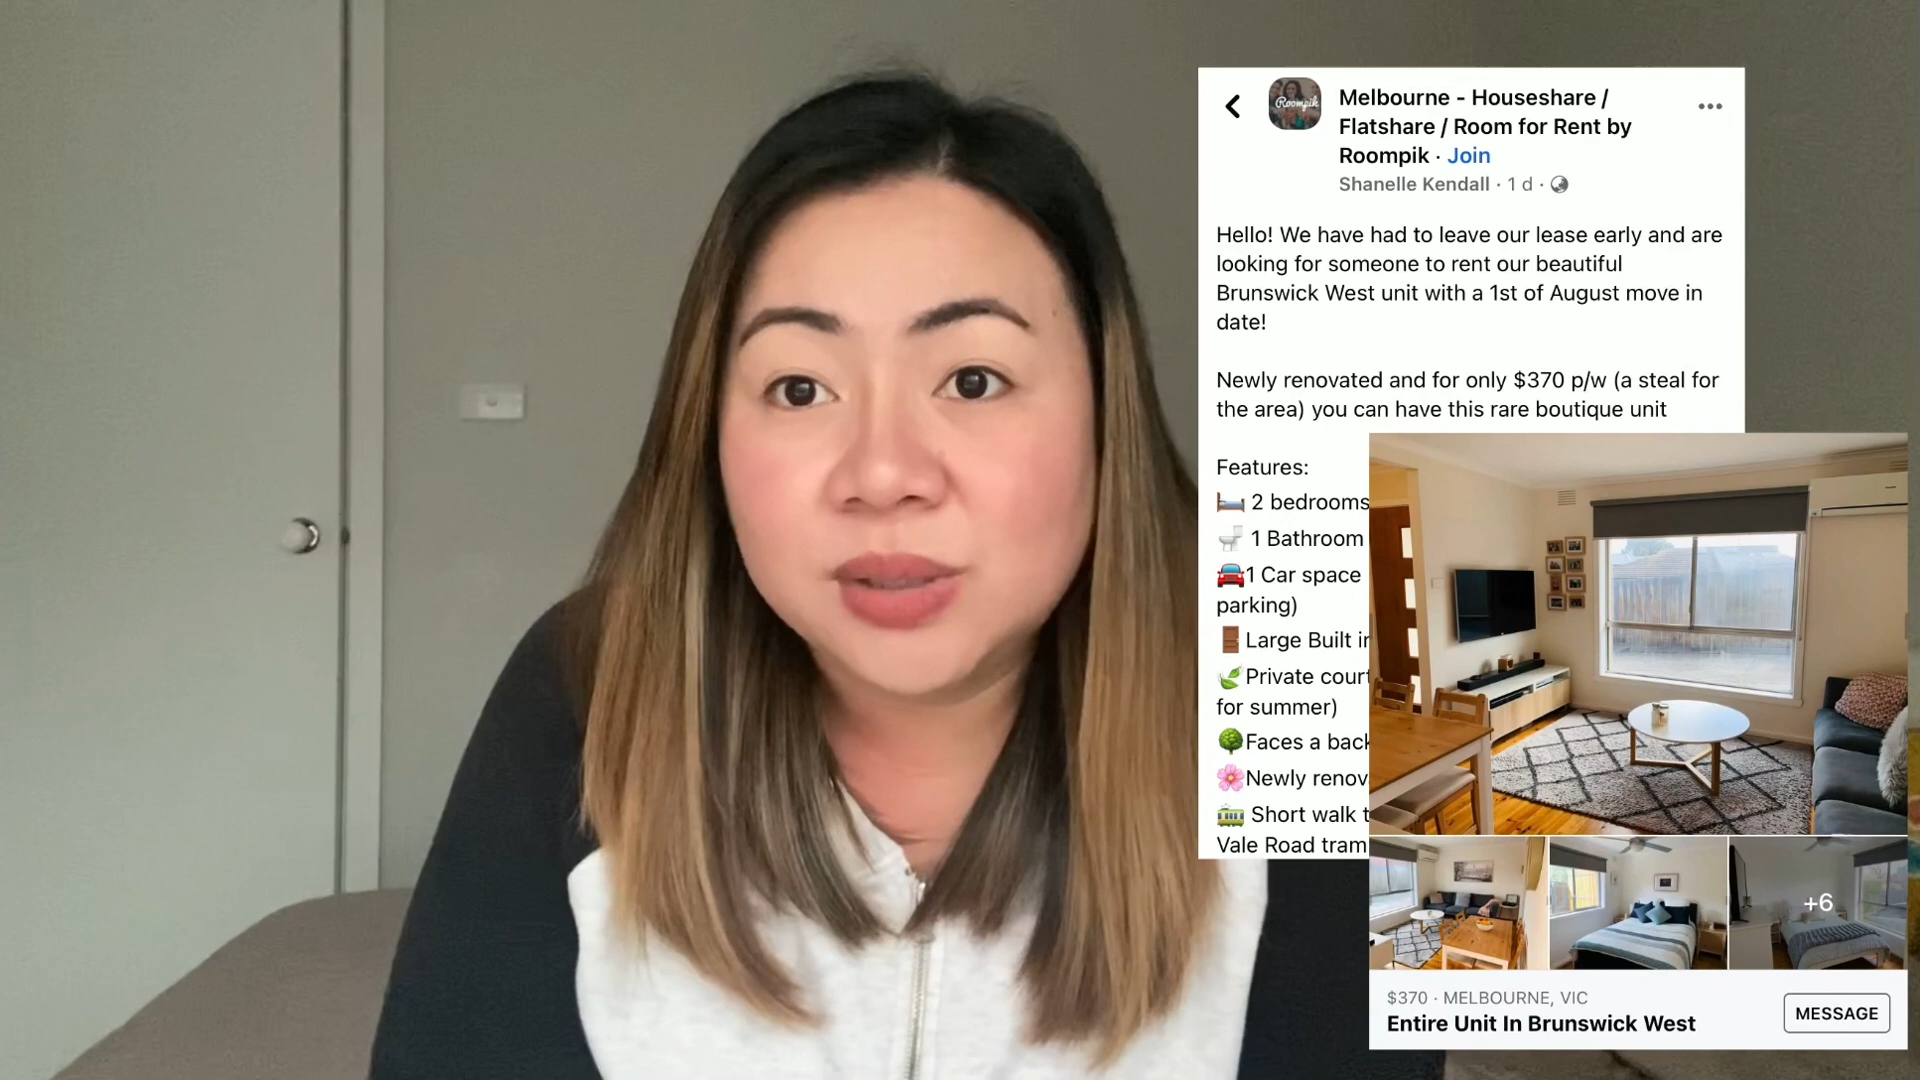 Roompik
Melbourne - Houseshare /
Flatshare / Room for Rent by
Roompik · Join
Shanelle Kendall · 1 d ·
Hello! We have had to leave our lease early and are
looking for someone to rent our beautiful
Brunswick West unit with a 1st of August move in
date!
Newly renovated and for only $370 p/w (a steal for
the area) you can have this rare boutique unit
Features:
2 bedrooms
1 Bathroom
1 Car space
parking)
Large Built in
Private court
for summer)
Faces a back
Newly renov
Short walk t
Vale Road tram
+6
$370 · MELBOURNE, VIC
Entire Unit In Brunswick West
MESSAGE